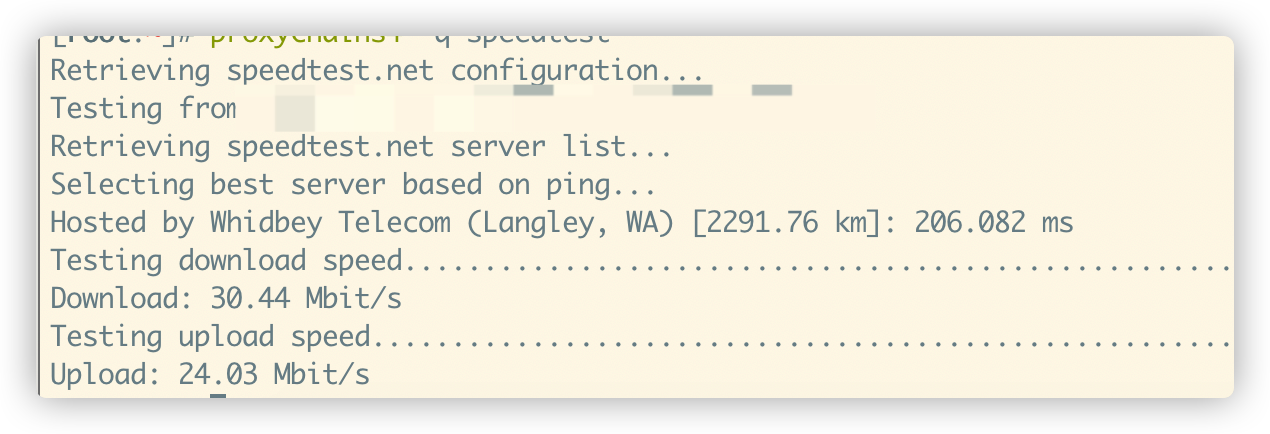 [root:~]# proxychains4 -q speedtest
Retrieving speedtest.net configuration...
Testing from
Retrieving speedtest.net server list...
Selecting best server based on ping...
Hosted by Whidbey Telecom (Langley, WA) [2291.76 km]: 206.082 ms
Testing download speed....................................................
Download: 30.44 Mbit/s
Testing upload speed......................................................
Upload: 24.03 Mbit/s